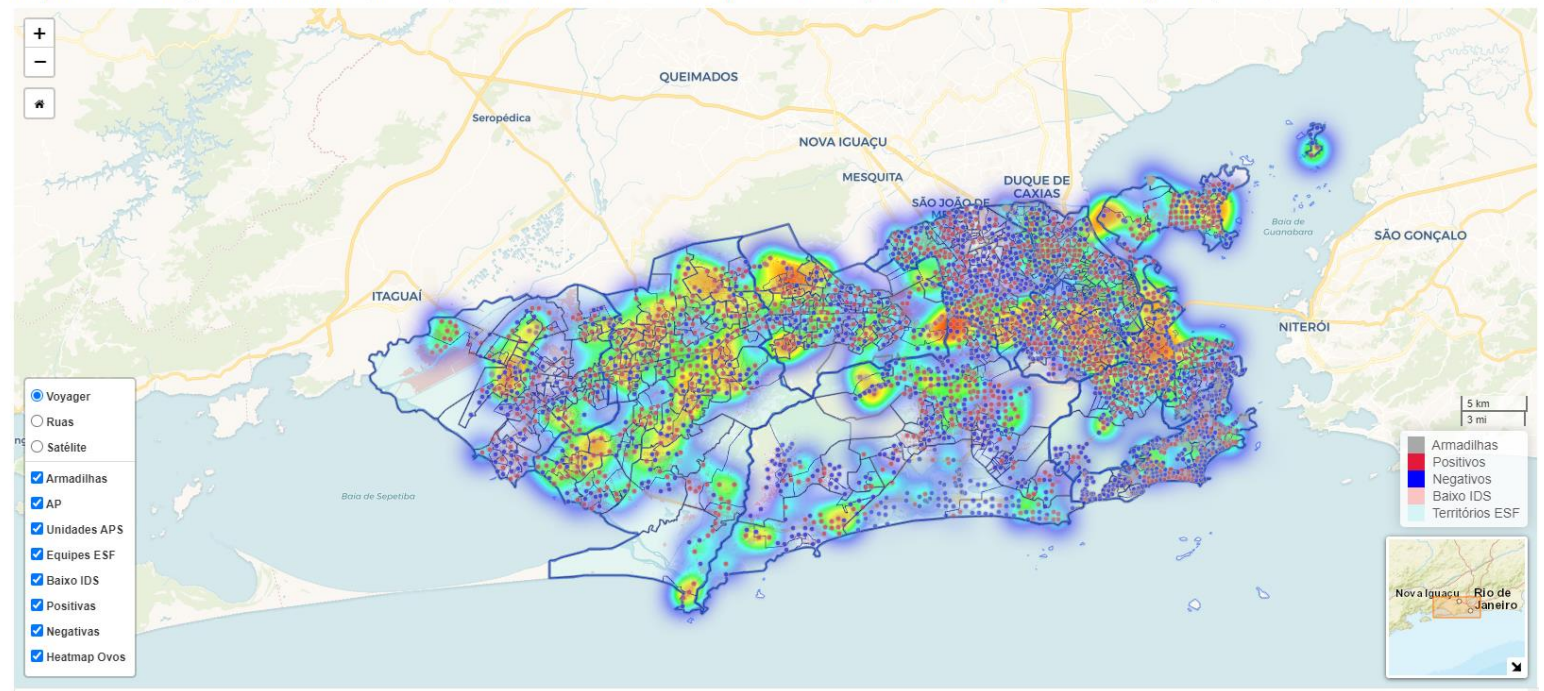 +
−
QUEIMADOS
Seropédica
NOVA IGUAÇU
MESQUITA
DUQUE DE
CAXIAS
SÃO JOÃO DE
Baia de
Guanabara
SÃO GONÇALO
ITAGUAÍ
NITERÓI
Baia de Sepetiba
Voyager
Ruas
Satélite
Armadilhas
AP
Unidades APS
Equipes ESF
Baixo IDS
Positivas
Negativas
Heatmap Ovos
5 km
3 mi
Armadilhas
Positivos
Negativos
Baixo IDS
Territórios ESF
Nova Iguaçu
Rio de
Janeiro